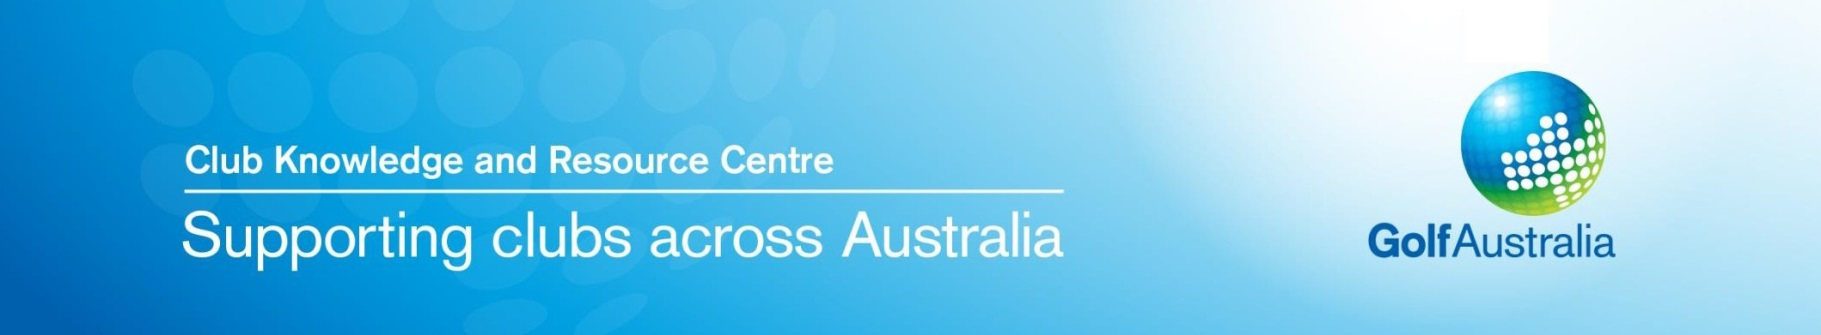 Club Knowledge and Resource Centre
Supporting clubs across Australia
GolfAustralia